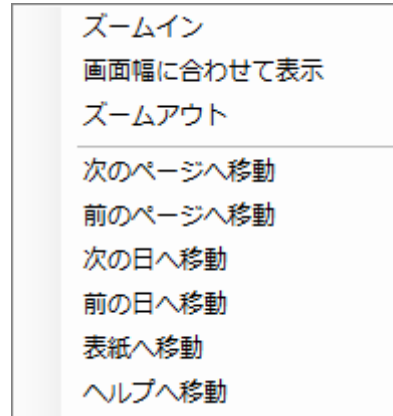 ズームイン
画面幅に合わせて表示
ズームアウト
次のページへ移動
前のページへ移動
次の日へ移動
前の日へ移動
表紙へ移動
ヘルプへ移動